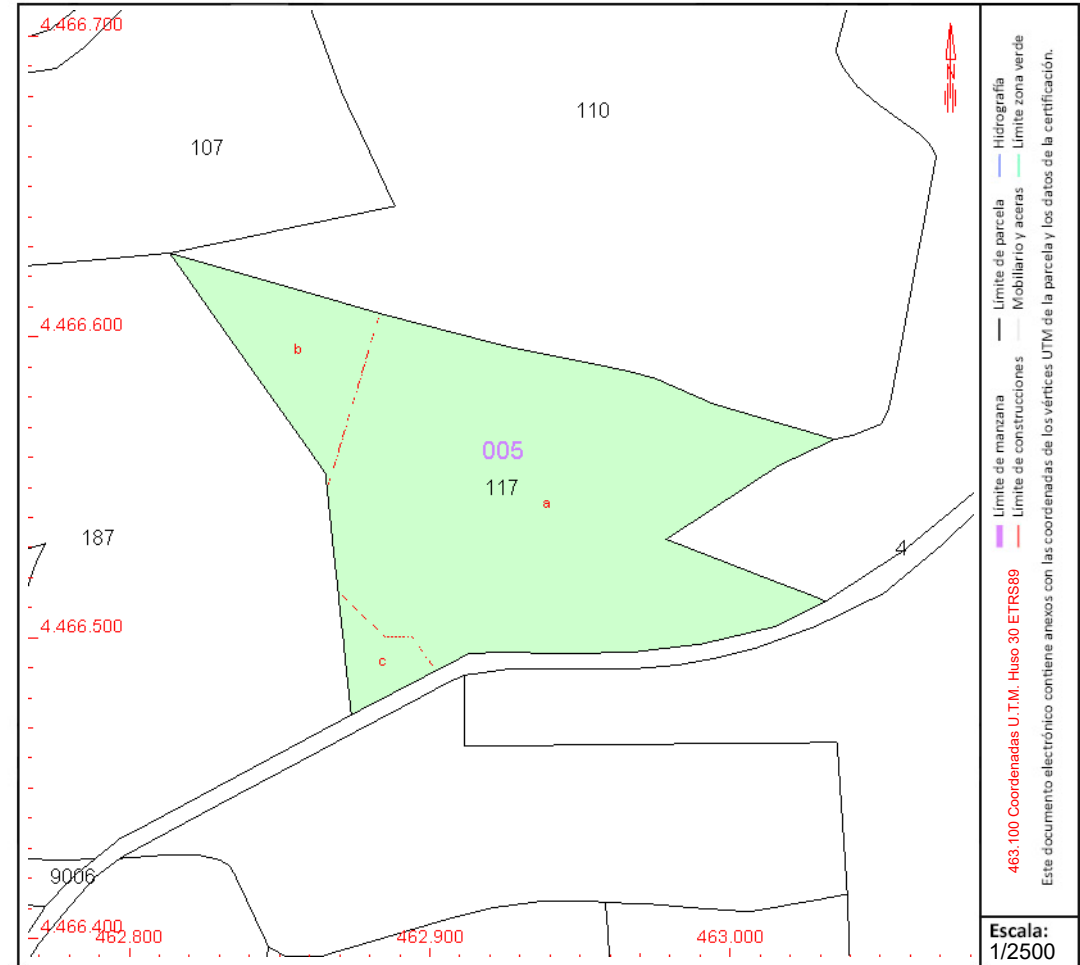 4.466.700
110
107
4.466.600
b
005
117
a
187
4
4.466.500
c
9006
4.466.400
462.800
462.900
463.000
N
Límite de manzana
Límite de parcela
Hidrografía
Límite de construcciones
Mobiliario y aceras
Límite zona verde
463.100 Coordenadas U.T.M. Huso 30 ETRS89
Este documento electrónico contiene anexos con las coordenadas de los vértices UTM de la parcela y los datos de la certificación.
Escala:
1/2500